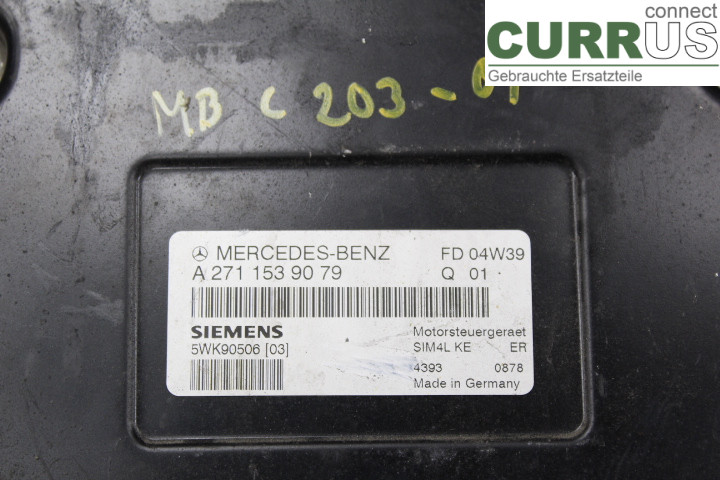 connect
CURRUS
Gebrauchte Ersatzteile
MB C 203 -
MERCEDES-BENZ FD 04W39
A 271 153 90 79 Q 01
SIEMENS Motorsteuergeraet
5WK90506 [03] SIM4L KE ER
4393 0878
Made in Germany